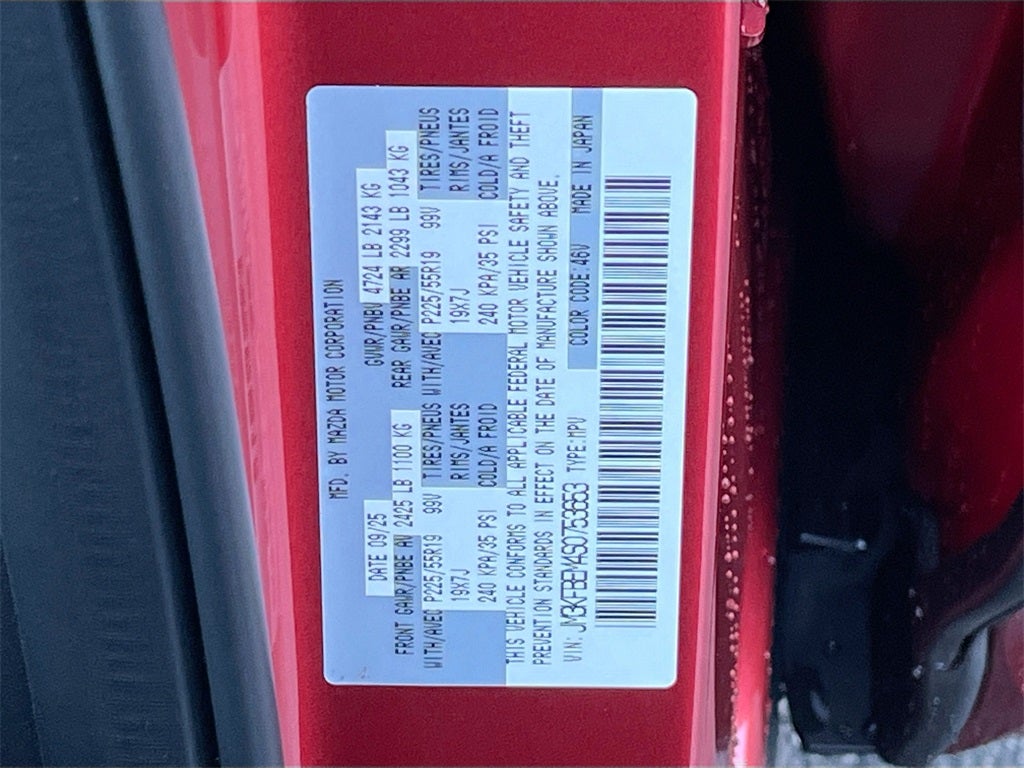 MFD. BY MAZDA MOTOR CORPORATION
DATE 09/25 GVWR/PNBV 4724 LB 2143 KG
FRONT GAWR/PNBE AV 2425 LB 1100 KG REAR GAWR/PNBE AR 2299 LB 1043 KG
WITH/AVEC P225/55R19 99V TIRES/PNEUS WITH/AVEC P225/55R19 99V TIRES/PNEUS
19X7J RIMS/JANTES 19X7J RIMS/JANTES
240 KPA/35 PSI COLD/A FROID 240 KPA/35 PSI COLD/A FROID
THIS VEHICLE CONFORMS TO ALL APPLICABLE FEDERAL MOTOR VEHICLE SAFETY AND THEFT
PREVENTION STANDARDS IN EFFECT ON THE DATE OF MANUFACTURE SHOWN ABOVE.
VIN: JM3KFBEM4S0753653 TYPE:MPV COLOR CODE:46V MADE IN JAPAN